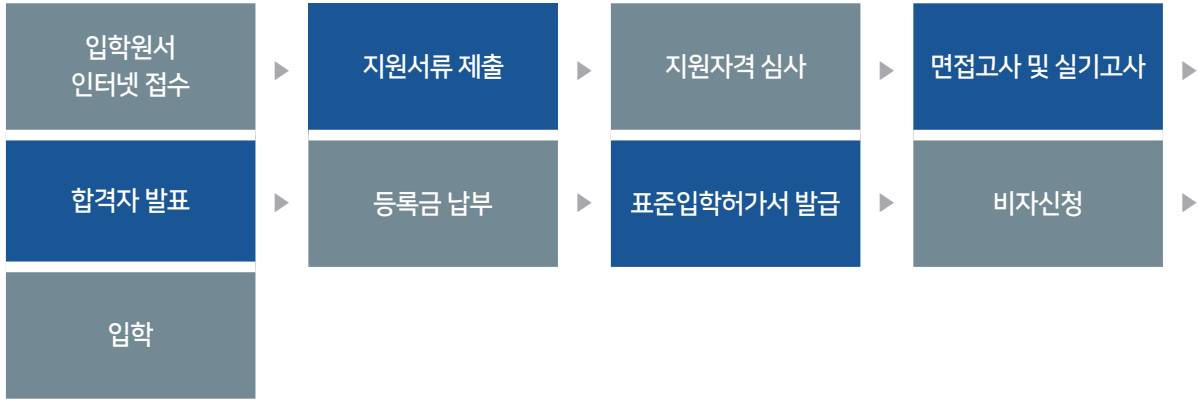 입학원서
인터넷 접수
지원서류 제출
지원자격 심사
면접고사 및 실기고사
합격자 발표
등록금 납부
표준입학허가서 발급
비자신청
입학